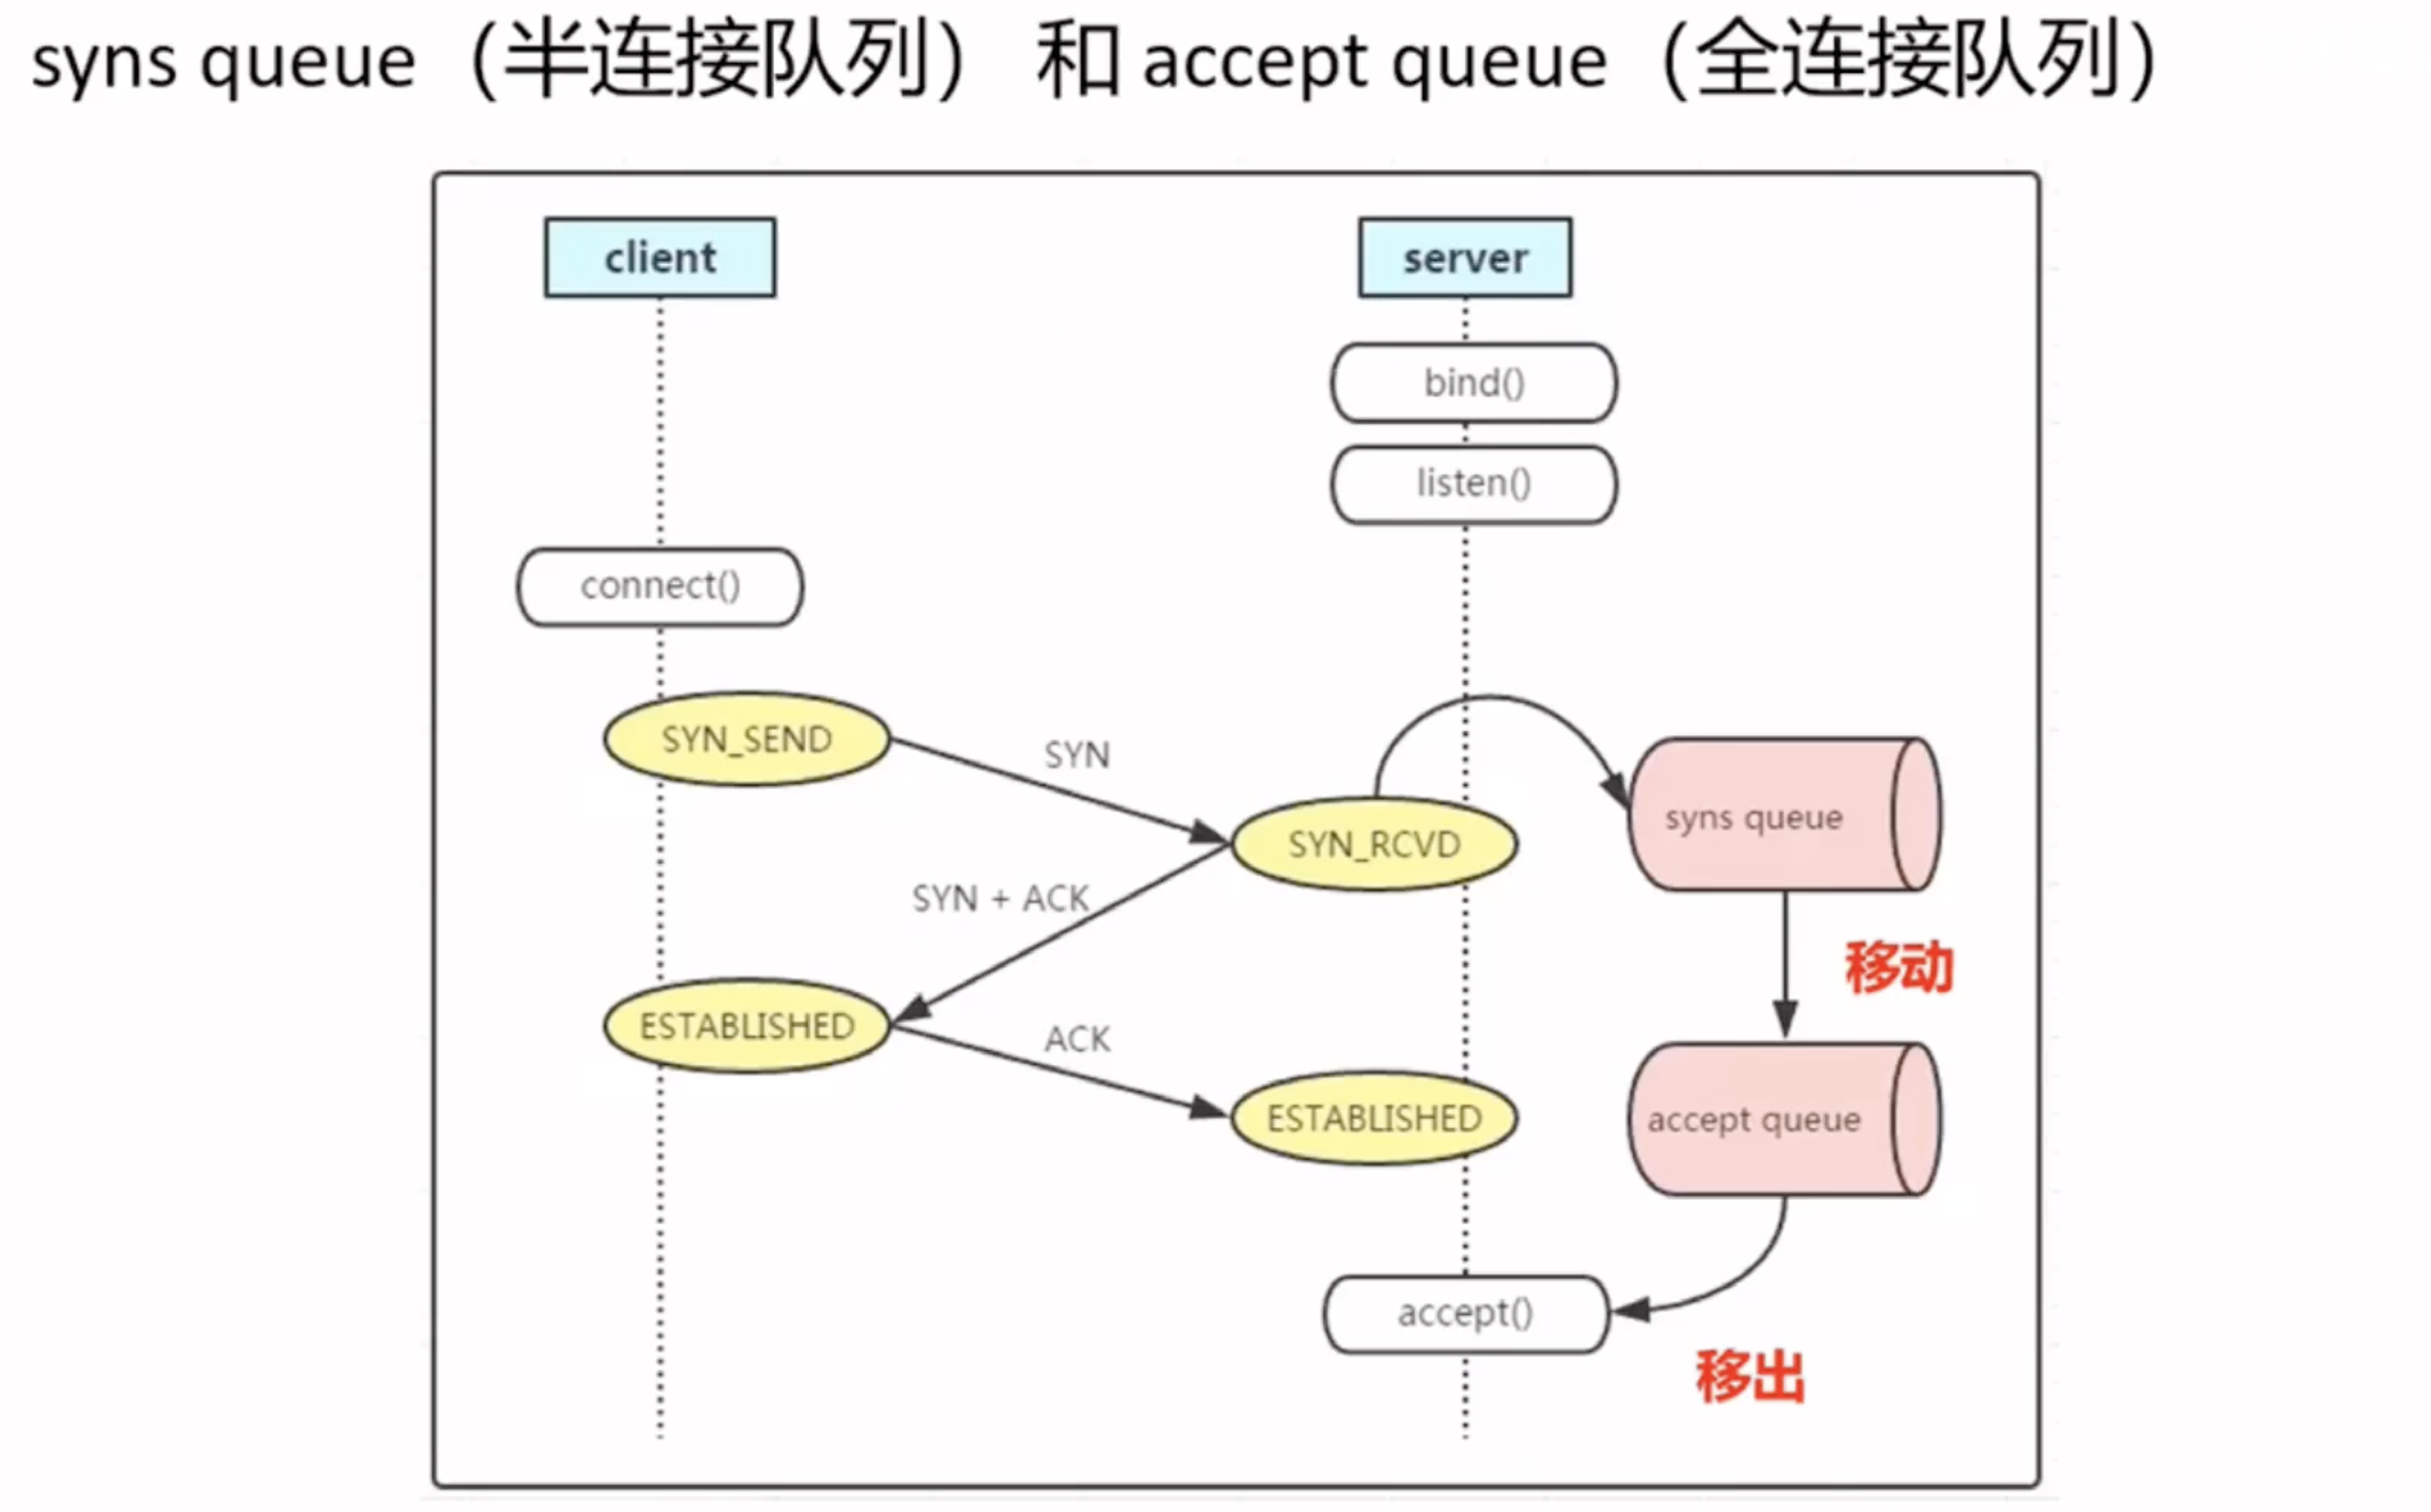 syns queue（半连接队列） 和 accept queue（全连接队列）
client
server
bind()
listen()
connect()
SYN_SEND
SYN
SYN_RCVD
syns queue
SYN + ACK
移动
ESTABLISHED
ACK
ESTABLISHED
accept queue
accept()
移出